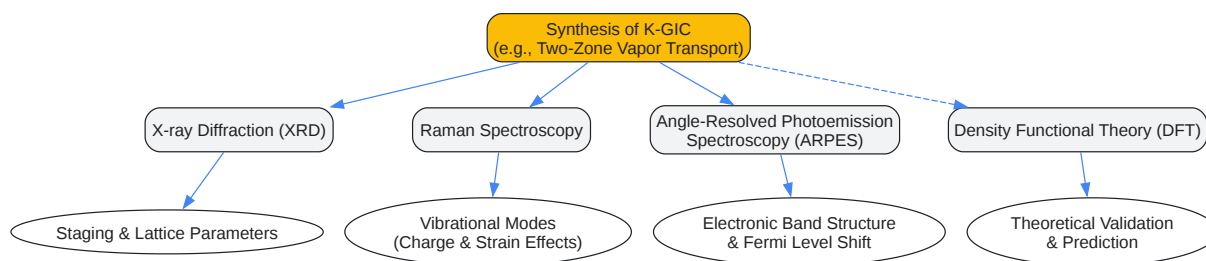 Synthesis of K-GIC
(e.g., Two-Zone Vapor Transport)
X-ray Diffraction (XRD)
Raman Spectroscopy
Angle-Resolved Photoemission
Spectroscopy (ARPES)
Density Functional Theory (DFT)
Staging & Lattice Parameters
Vibrational Modes
(Charge & Strain Effects)
Electronic Band Structure
& Fermi Level Shift
Theoretical Validation
& Prediction